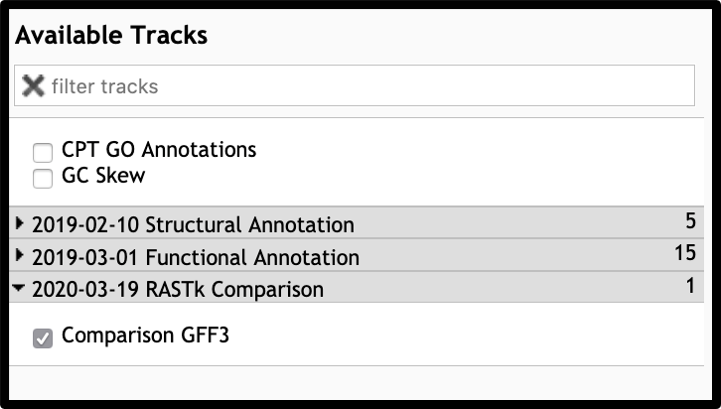 Available Tracks
filter tracks
CPT GO Annotations
GC Skew
2019-02-10 Structural Annotation 5
2019-03-01 Functional Annotation 15
2020-03-19 RASTk Comparison 1
Comparison GFF3